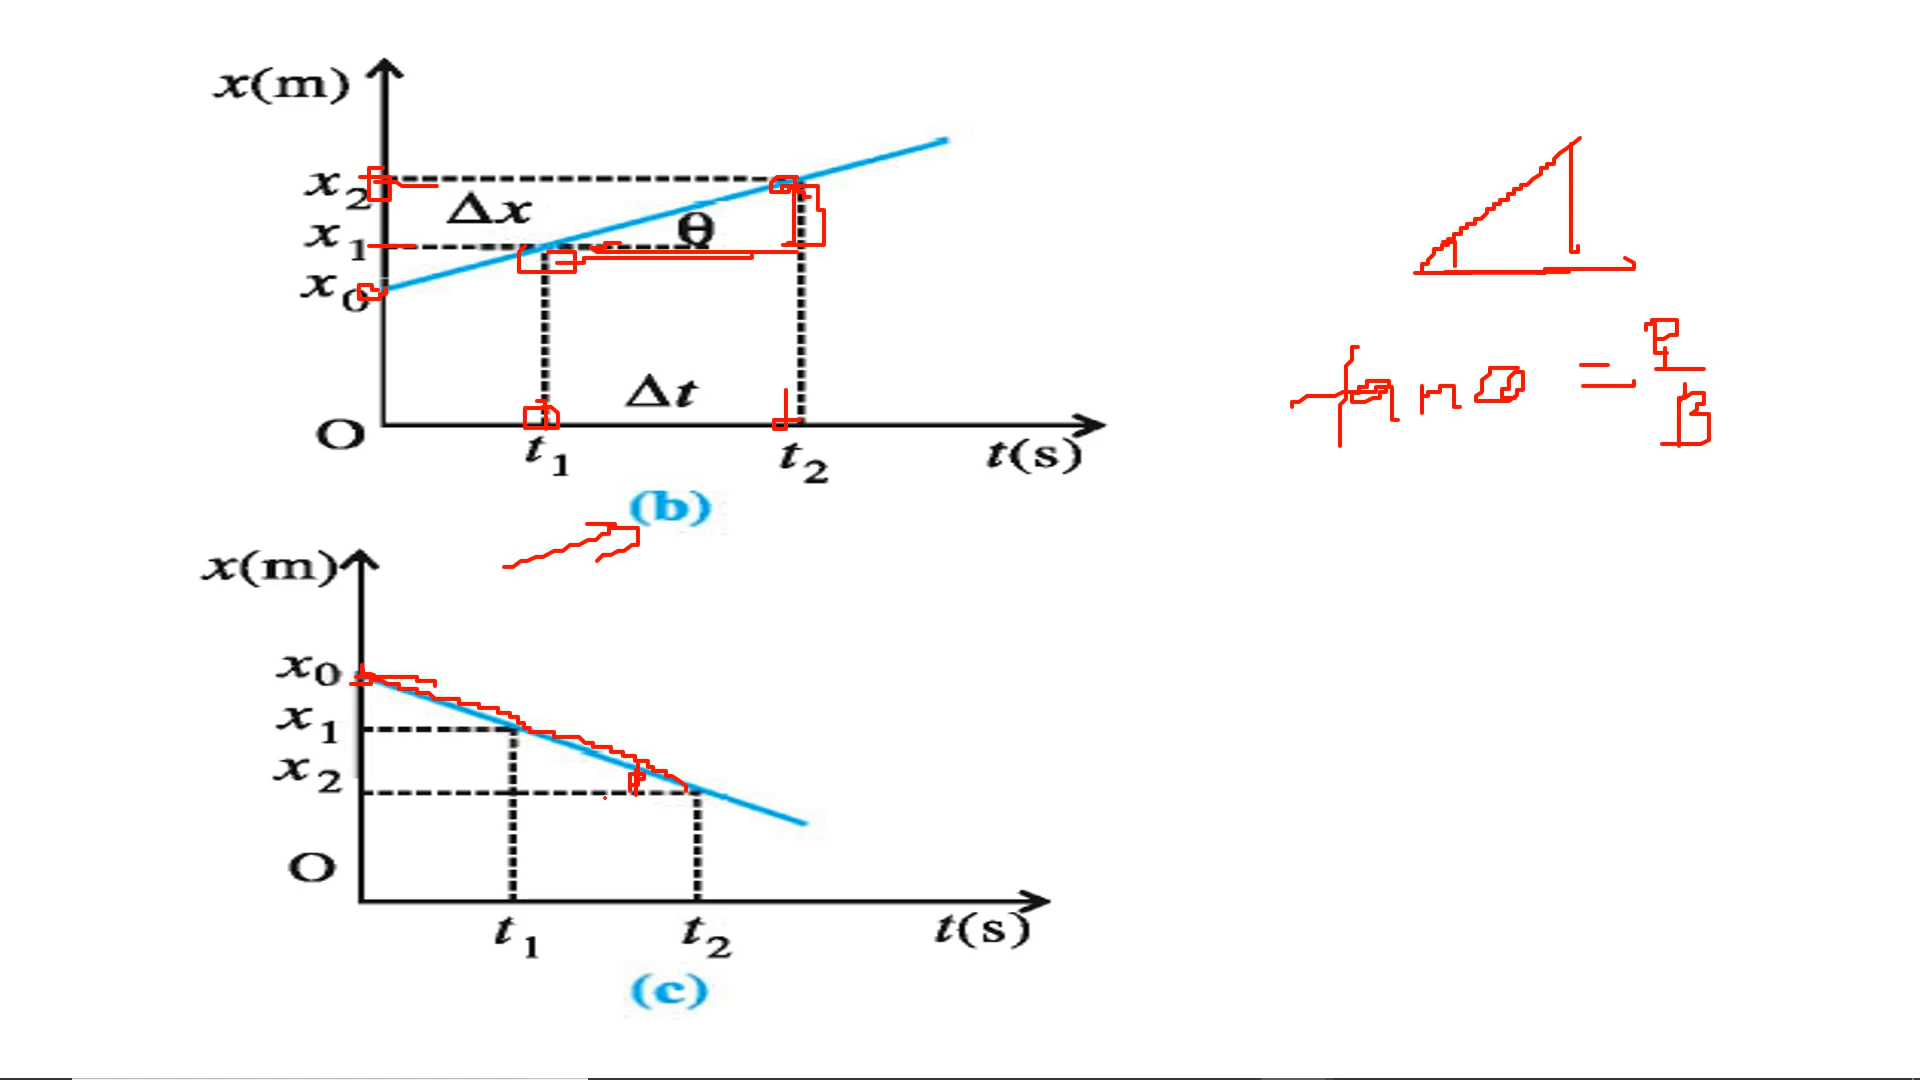 x(m)
x2
Δx
x1
θ
x0
Δt
O
t1
t2
t(s)
(b)
tan θ = P/B
x(m)
x0
x1
x2
O
t1
t2
t(s)
(c)